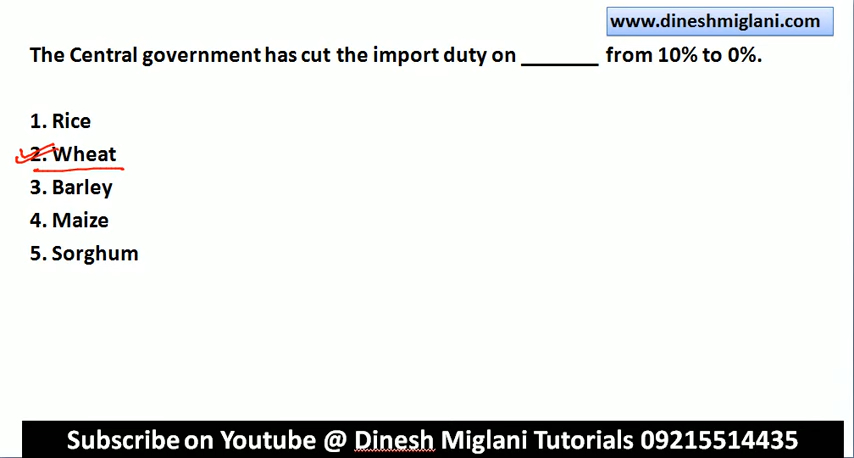 www.dineshmiglani.com
The Central government has cut the import duty on _______ from 10% to 0%.
1. Rice
2. Wheat
3. Barley
4. Maize
5. Sorghum
Subscribe on Youtube @ Dinesh Miglani Tutorials 09215514435